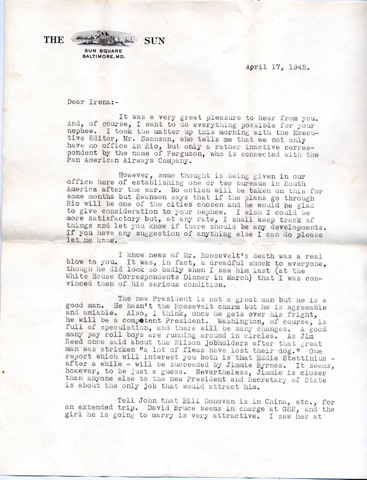 THE SUN
SUN SQUARE
BALTIMORE, MD.
April 17, 1945.
Dear Irena:-
It was a very great pleasure to hear from you.
And, of course, I want to do everything possible for your
nephew. I took the matter up this morning with the Execu-
tive Editor, Mr. Swanson, who tells me that we not only
have no office in Rio, but only a rather inactive corres-
pondent by the name of Ferguson, who is connected with the
Pan American Airways Company.
However, some thought is being given in our
office here of establishing one or two bureaus in South
America after the war. No action will be taken on this for
some months but Swanson says that if the plans go through
Rio will be one of the cities chosen and he would be glad
to give consideration to your nephew. I wish I could be
more satisfactory but, at any rate, I shall keep track of
things and let you know if there should be any developments.
If you have any suggestion of anything else I can do please
let me know.
I know news of Mr. Roosevelt's death was a real
blow to you. It was, in fact, a dreadful shock to everyone,
though he did look so badly when I saw him last (at the
White House Correspondents Dinner in March) that I was con-
vinced then of his serious condition.
The new President is not a great man but he is a
good man. He hasn't the Roosevelt charm but he is agreeable
and amiable. Also, I think, once he gets over his fright,
he will be a competent President. Washington, of course, is
full of speculation, and there will be many changes. A good
many pay roll boys are running around in circles. As Jim
Reed once said about the Wilson jobholders after that great
man was stricken "a lot of fleas have lost their dog." One
report which will interest you both is that Eddie Stettinius -
after a while - will be succeeded by Jimmie Byrnes. It seems,
however, to be just a guess. Nevertheless, Jimmie is closer
than anyone else to the new President and Secretary of State
is about the only job that would attract him.
Tell John that Bill Donovan is in China, etc., for
an extended trip. David Bruce seems in charge at OSS, and the
girl he is going to marry is very attractive. I saw her at